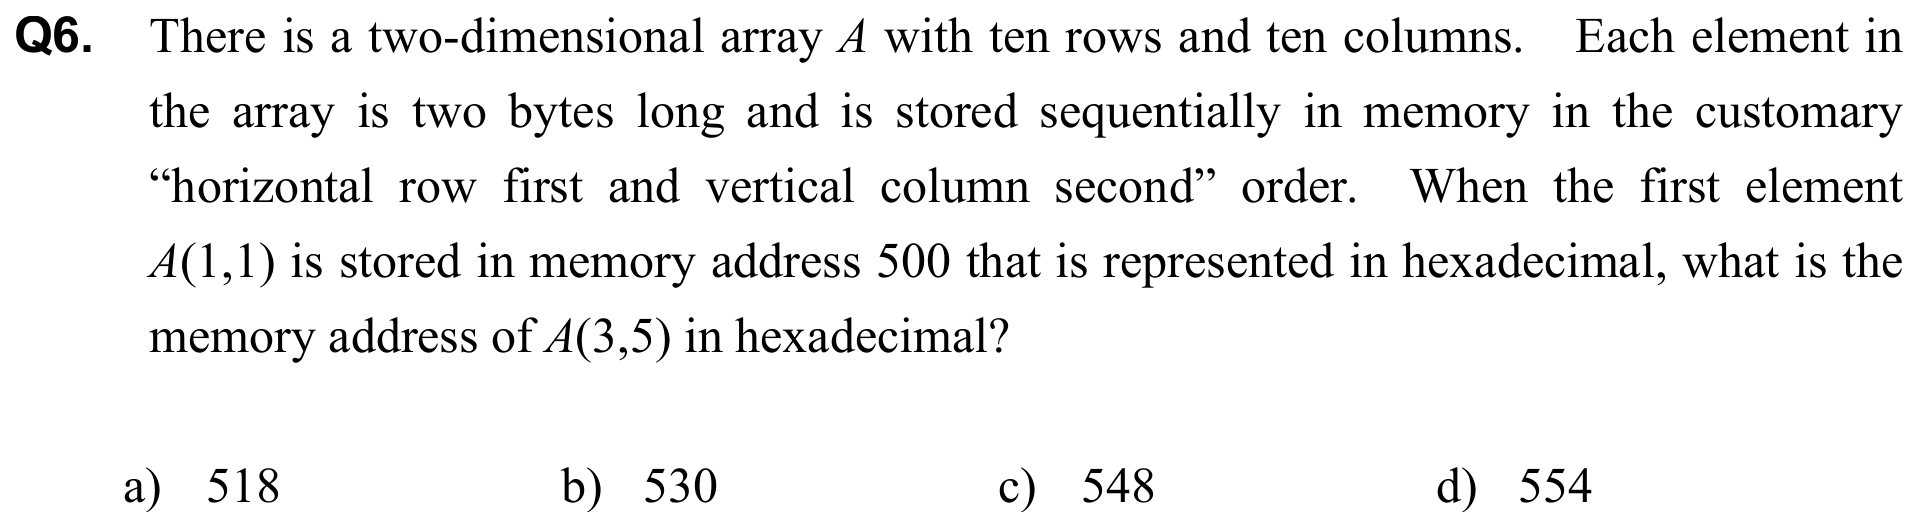 Q6. There is a two-dimensional array A with ten rows and ten columns. Each element in
the array is two bytes long and is stored sequentially in memory in the customary
“horizontal row first and vertical column second” order. When the first element
A(1,1) is stored in memory address 500 that is represented in hexadecimal, what is the
memory address of A(3,5) in hexadecimal?
a) 518 b) 530 c) 548 d) 554